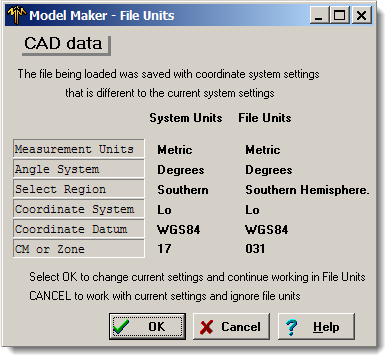 Model Maker - File Units
CAD data
The file being loaded was saved with coordinate system settings
that is different to the current system settings
System Units File Units
Measurement Units Metric Metric
Angle System Degrees Degrees
Select Region Southern Southern Hemisphere.
Coordinate System Lo Lo
Coordinate Datum WGS84 WGS84
CM or Zone 17 031
Select OK to change current settings and continue working in File Units
CANCEL to work with current settings and ignore file units
OK Cancel Help